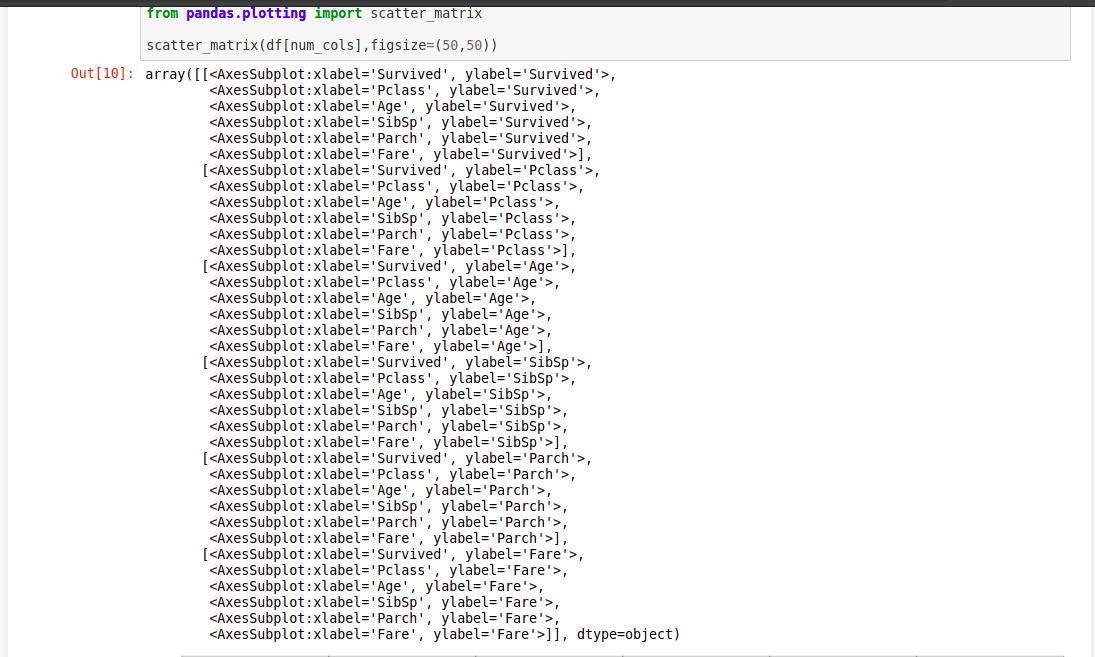 from pandas.plotting import scatter_matrix
scatter_matrix(df[num_cols],figsize=(50,50))
Out[10]: array([[<AxesSubplot:xlabel='Survived', ylabel='Survived'>,
<AxesSubplot:xlabel='Pclass', ylabel='Survived'>,
<AxesSubplot:xlabel='Age', ylabel='Survived'>,
<AxesSubplot:xlabel='SibSp', ylabel='Survived'>,
<AxesSubplot:xlabel='Parch', ylabel='Survived'>,
<AxesSubplot:xlabel='Fare', ylabel='Survived'>],
[<AxesSubplot:xlabel='Survived', ylabel='Pclass'>,
<AxesSubplot:xlabel='Pclass', ylabel='Pclass'>,
<AxesSubplot:xlabel='Age', ylabel='Pclass'>,
<AxesSubplot:xlabel='SibSp', ylabel='Pclass'>,
<AxesSubplot:xlabel='Parch', ylabel='Pclass'>,
<AxesSubplot:xlabel='Fare', ylabel='Pclass'>],
[<AxesSubplot:xlabel='Survived', ylabel='Age'>,
<AxesSubplot:xlabel='Pclass', ylabel='Age'>,
<AxesSubplot:xlabel='Age', ylabel='Age'>,
<AxesSubplot:xlabel='SibSp', ylabel='Age'>,
<AxesSubplot:xlabel='Parch', ylabel='Age'>,
<AxesSubplot:xlabel='Fare', ylabel='Age'>],
[<AxesSubplot:xlabel='Survived', ylabel='SibSp'>,
<AxesSubplot:xlabel='Pclass', ylabel='SibSp'>,
<AxesSubplot:xlabel='Age', ylabel='SibSp'>,
<AxesSubplot:xlabel='SibSp', ylabel='SibSp'>,
<AxesSubplot:xlabel='Parch', ylabel='SibSp'>,
<AxesSubplot:xlabel='Fare', ylabel='SibSp'>],
[<AxesSubplot:xlabel='Survived', ylabel='Parch'>,
<AxesSubplot:xlabel='Pclass', ylabel='Parch'>,
<AxesSubplot:xlabel='Age', ylabel='Parch'>,
<AxesSubplot:xlabel='SibSp', ylabel='Parch'>,
<AxesSubplot:xlabel='Parch', ylabel='Parch'>,
<AxesSubplot:xlabel='Fare', ylabel='Parch'>],
[<AxesSubplot:xlabel='Survived', ylabel='Fare'>,
<AxesSubplot:xlabel='Pclass', ylabel='Fare'>,
<AxesSubplot:xlabel='Age', ylabel='Fare'>,
<AxesSubplot:xlabel='SibSp', ylabel='Fare'>,
<AxesSubplot:xlabel='Parch', ylabel='Fare'>,
<AxesSubplot:xlabel='Fare', ylabel='Fare'>]], dtype=object)